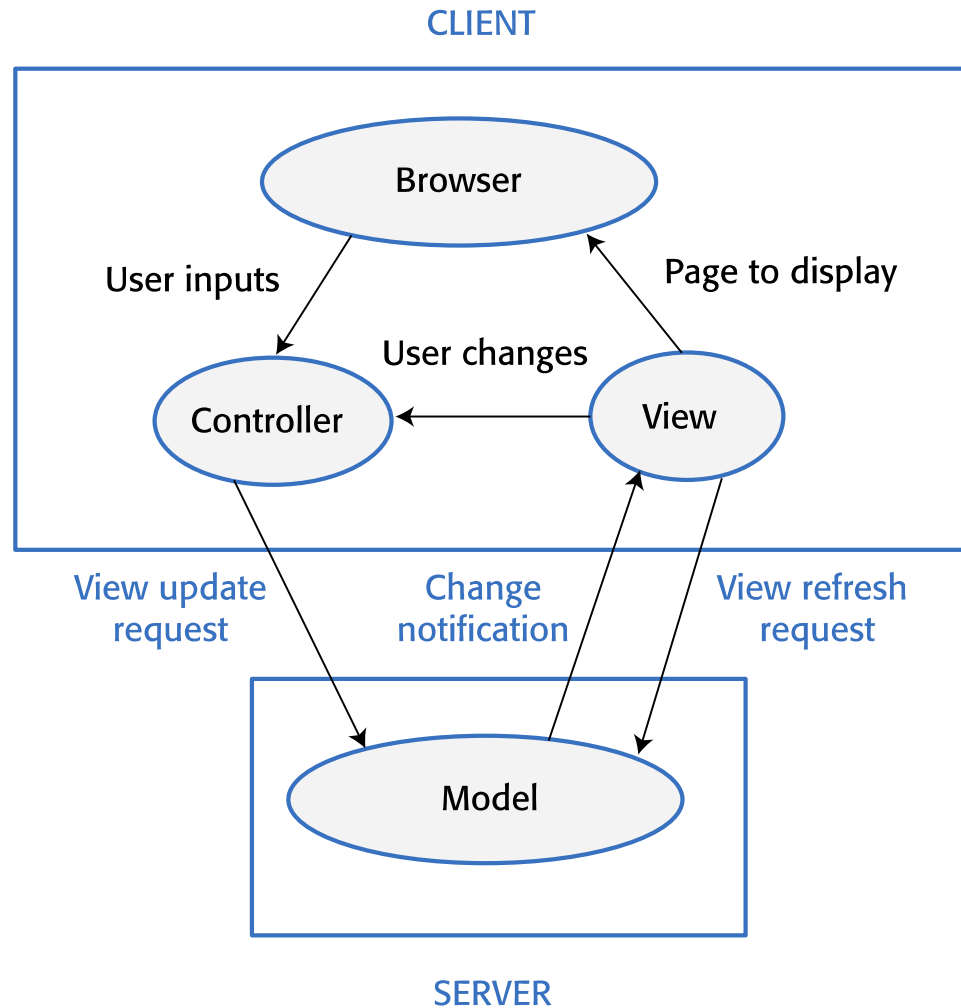 CLIENT
Browser
User inputs
Page to display
User changes
Controller
View
View update
request
Change
notification
View refresh
request
Model
SERVER